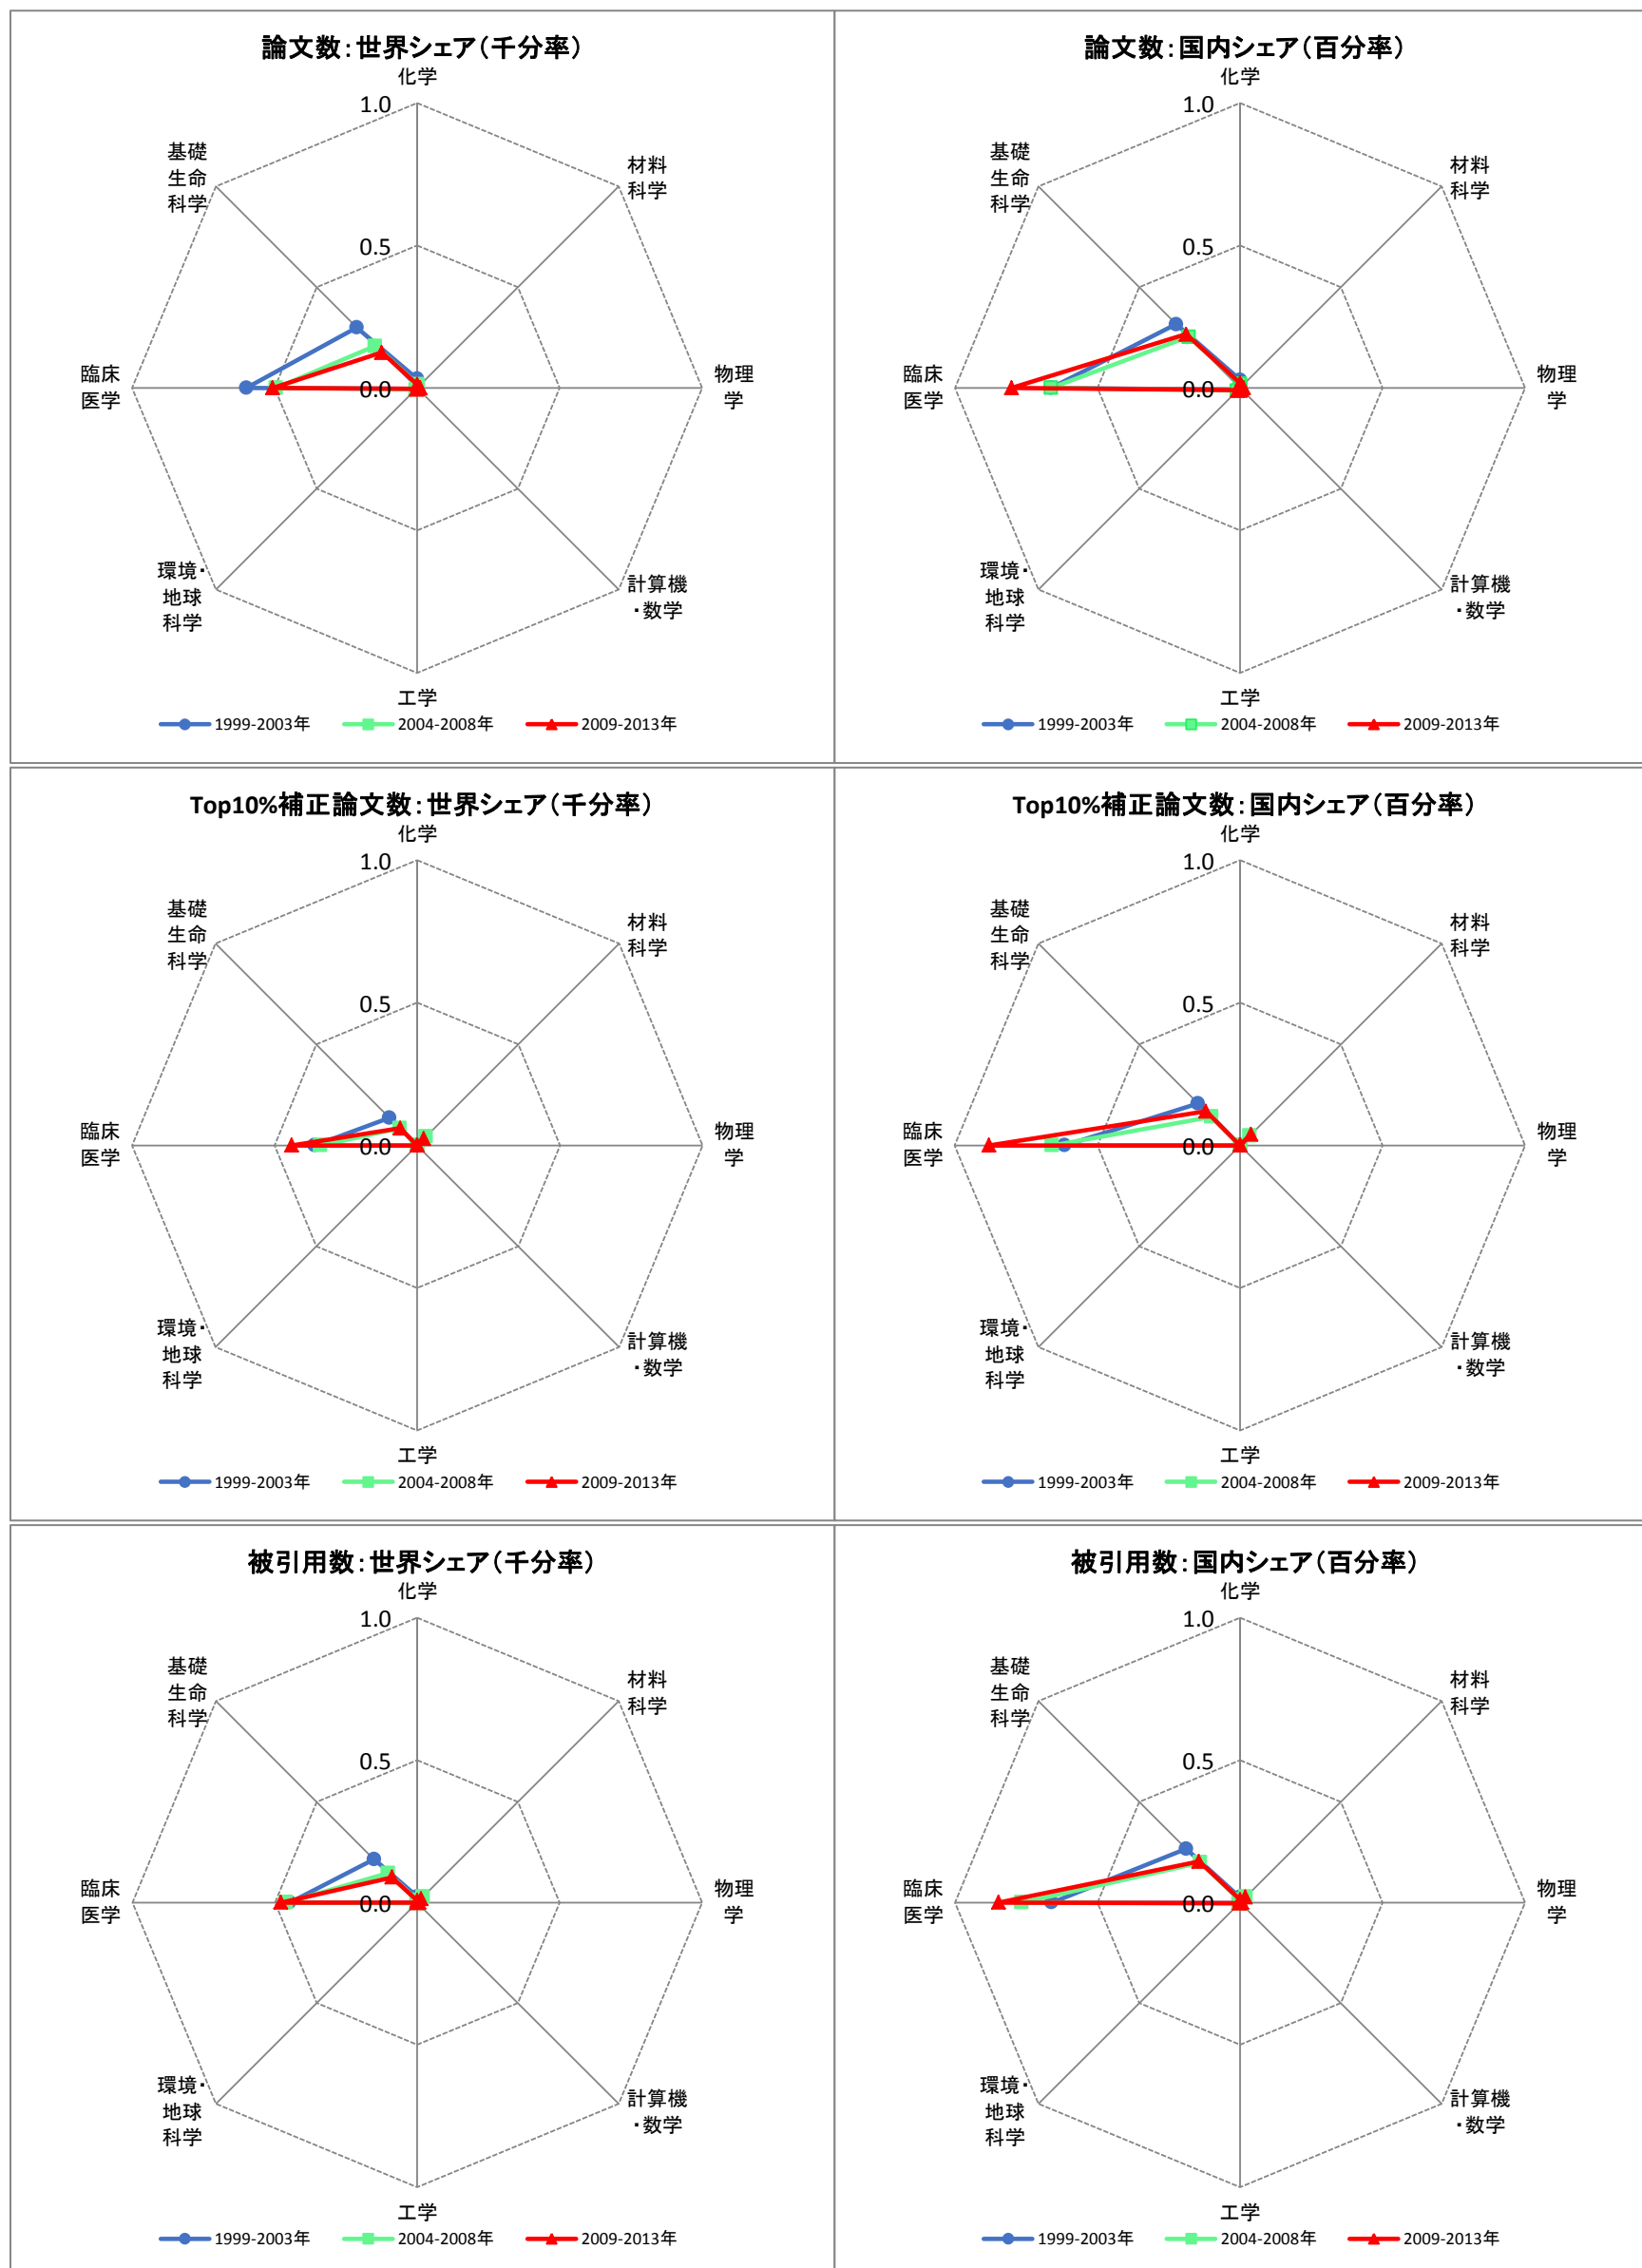 論文数：世界シェア（千分率）
化学
1.0
基礎
生命
科学
材料
科学
0.5
臨床
医学
0.0
物理
学
環境・
地球
科学
計算機
・数学
工学
1999-2003年
2004-2008年
2009-2013年
論文数：国内シェア（百分率）
化学
1.0
基礎
生命
科学
材料
科学
0.5
臨床
医学
0.0
物理
学
環境・
地球
科学
計算機
・数学
工学
1999-2003年
2004-2008年
2009-2013年
Top10%補正論文数：世界シェア（千分率）
化学
1.0
基礎
生命
科学
材料
科学
0.5
臨床
医学
0.0
物理
学
環境・
地球
科学
計算機
・数学
工学
1999-2003年
2004-2008年
2009-2013年
Top10%補正論文数：国内シェア（百分率）
化学
1.0
基礎
生命
科学
材料
科学
0.5
臨床
医学
0.0
物理
学
環境・
地球
科学
計算機
・数学
工学
1999-2003年
2004-2008年
2009-2013年
被引用数：世界シェア（千分率）
化学
1.0
基礎
生命
科学
材料
科学
0.5
臨床
医学
0.0
物理
学
環境・
地球
科学
計算機
・数学
工学
1999-2003年
2004-2008年
2009-2013年
被引用数：国内シェア（百分率）
化学
1.0
基礎
生命
科学
材料
科学
0.5
臨床
医学
0.0
物理
学
環境・
地球
科学
計算機
・数学
工学
1999-2003年
2004-2008年
2009-2013年